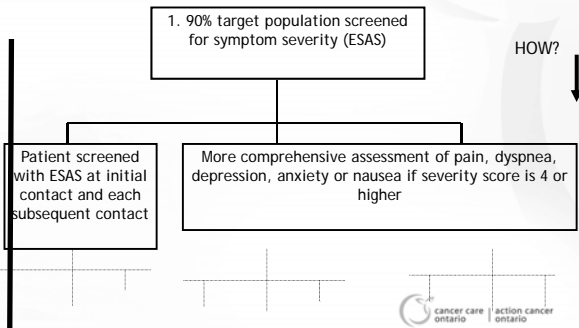 1. 90% target population screened
for symptom severity (ESAS)
HOW?
Patient screened
with ESAS at initial
contact and each
subsequent contact
More comprehensive assessment of pain, dyspnea,
depression, anxiety or nausea if severity score is 4 or
higher
cancer care | action cancer
ontario | ontario